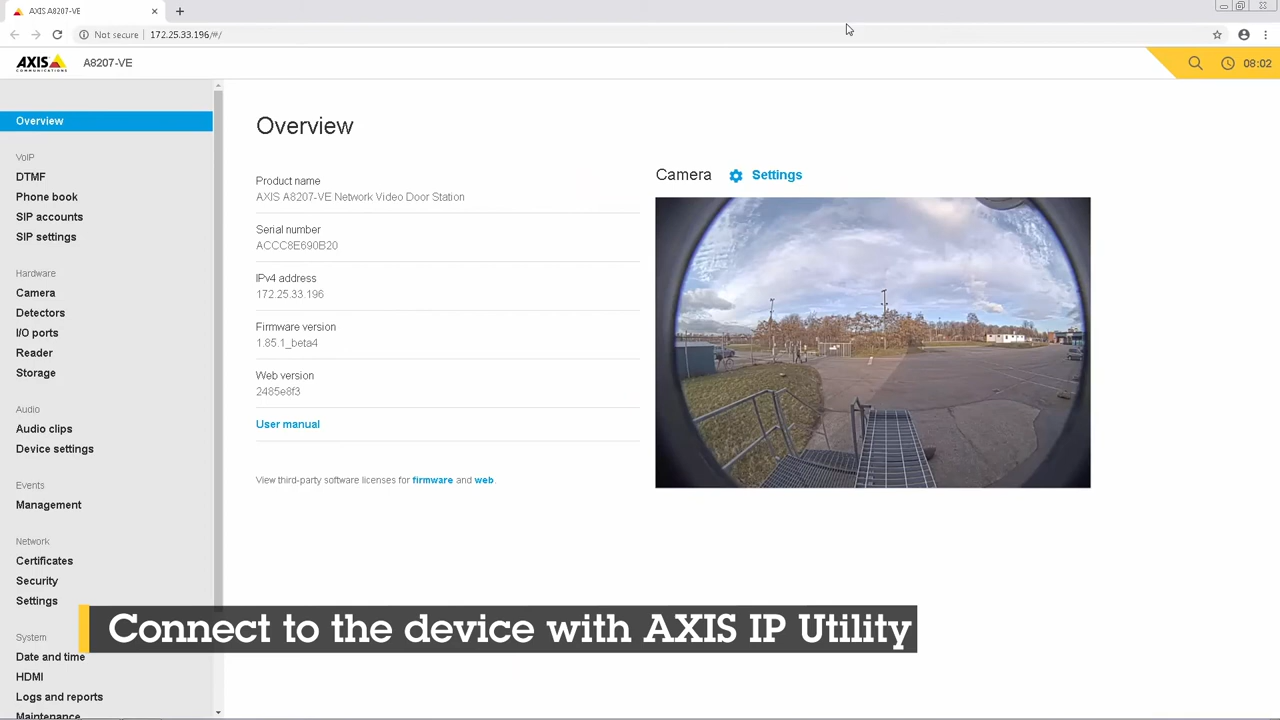 AXIS A8207-VE
Not secure
172.25.33.196/#/
AXIS
COMMUNICATIONS
A8207-VE
08:02
Overview
VoIP
DTMF
Phone book
SIP accounts
SIP settings
Hardware
Camera
Detectors
I/O ports
Reader
Storage
Audio
Audio clips
Device settings
Events
Management
Network
Certificates
Security
Settings
System
Date and time
HDMI
Logs and reports
Maintenance
Overview
Product name
AXIS A8207-VE Network Video Door Station
Serial number
ACCC8E690B20
IPv4 address
172.25.33.196
Firmware version
1.85.1_beta4
Web version
2485e8f3
User manual
View third-party software licenses for firmware and web.
Camera Settings
Connect to the device with AXIS IP Utility